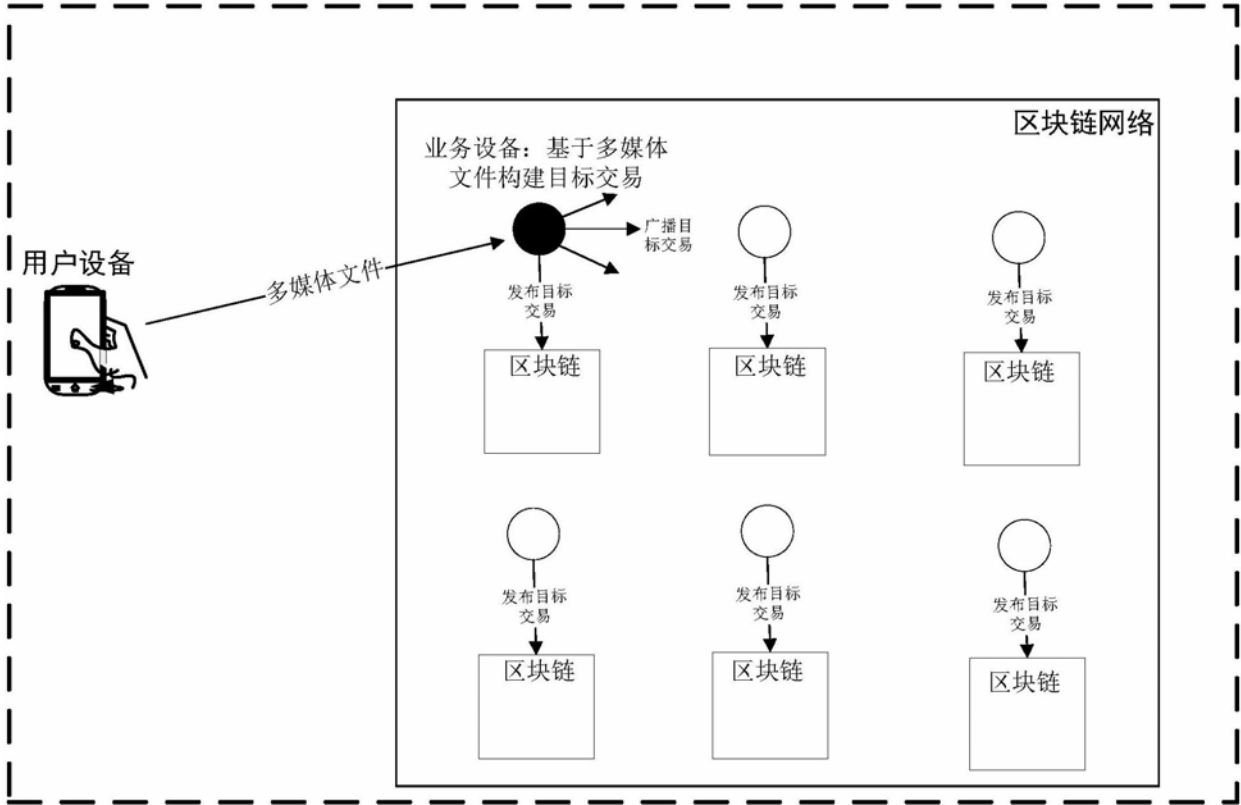 区块链网络
业务设备：基于多媒体
文件构建目标交易
广播目
标交易
用户设备
多媒体文件
发布目标
交易
发布目标
交易
发布目标
交易
区块链
区块链
区块链
发布目标
交易
发布目标
交易
发布目标
交易
区块链
区块链
区块链